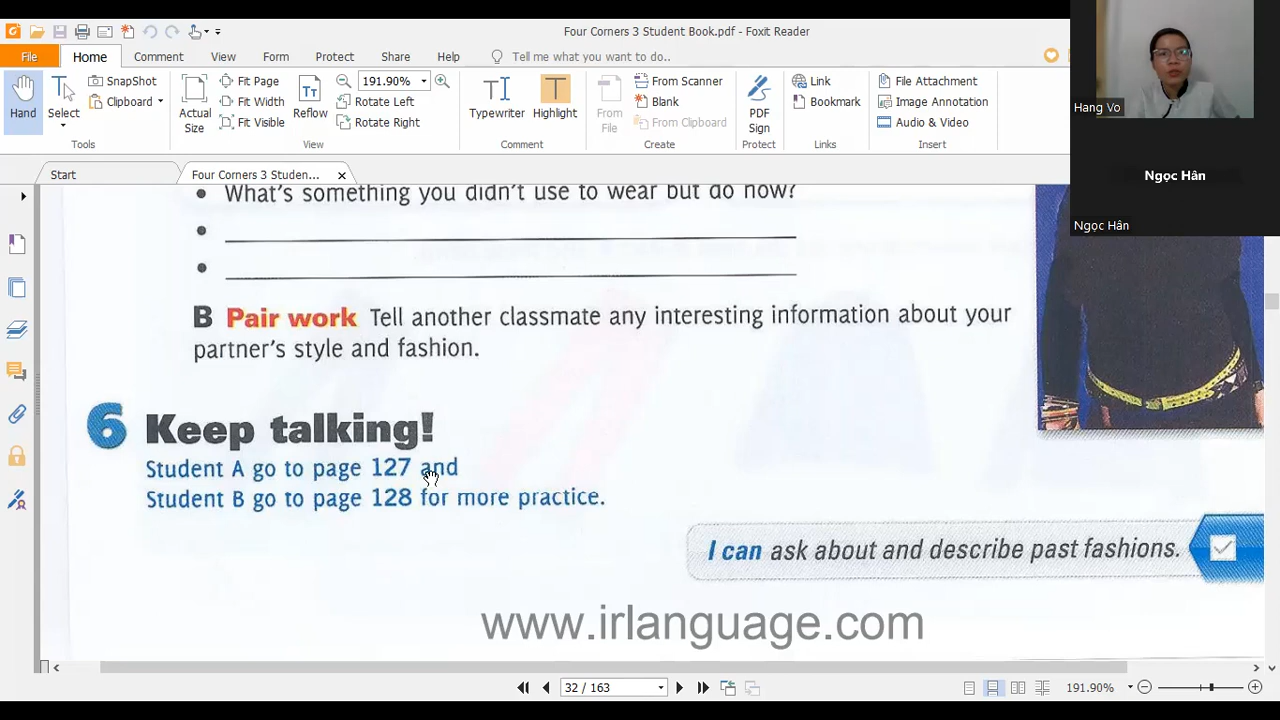 Four Corners 3 Student Book.pdf - Foxit Reader
File Home Comment View Form Protect Share Help Tell me what you want to do..
Hand
Select
SnapShot
Clipboard
Tools
Actual Size
Fit Page
Fit Width
Fit Visible
Reflow
191.90%
Rotate Left
Rotate Right
View
Typewriter
Highlight
Comment
From File
From Scanner
Blank
From Clipboard
Create
PDF Sign
Protect
Link
Bookmark
Links
File Attachment
Image Annotation
Audio & Video
Insert
Hang Vo
Ngọc Hân
Ngọc Hân
Start
Four Corners 3 Studen...
What's something you didn't use to wear but do now?
B Pair work Tell another classmate any interesting information about your
partner's style and fashion.
6 Keep talking!
Student A go to page 127 and
Student B go to page 128 for more practice.
I can ask about and describe past fashions.
www.irlanguage.com
32 / 163
191.90%